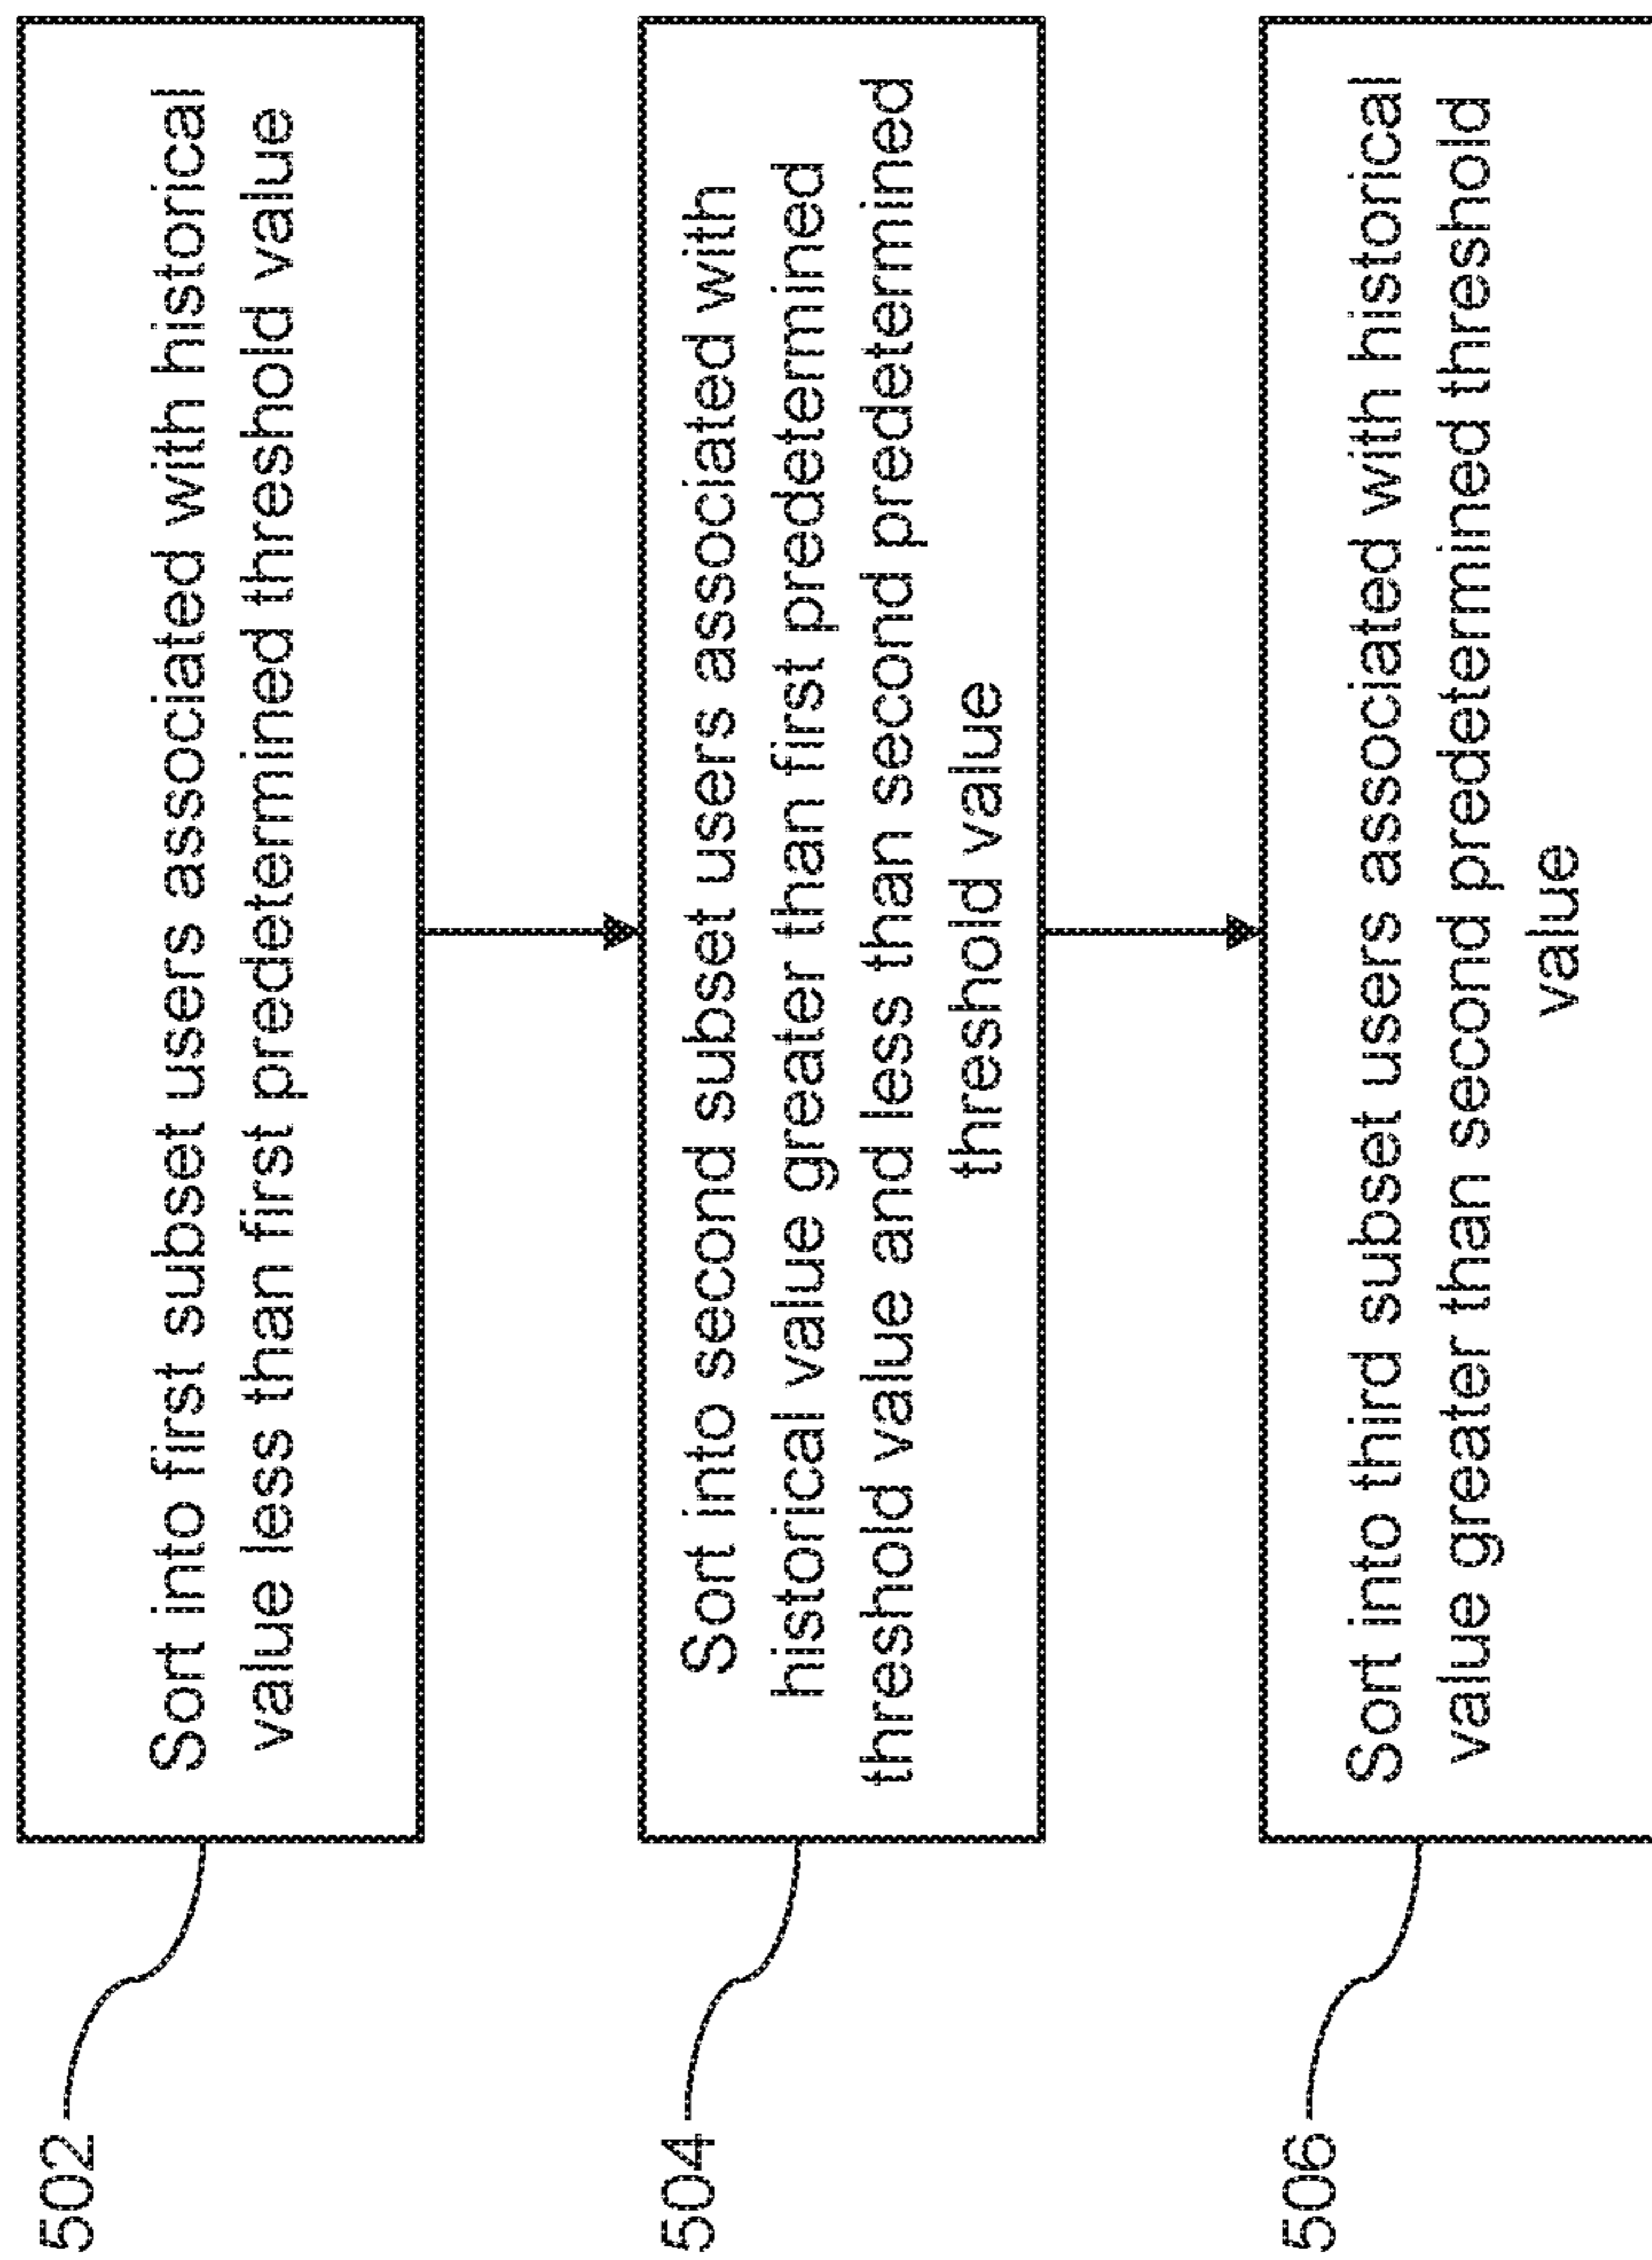 502
Sort into first subset users associated with historical
value less than first predetermined threshold value
504
Sort into second subset users associated with
historical value greater than first predetermined
threshold value and less than second predetermined
threshold value
506
Sort into third subset users associated with historical
value greater than second predetermined threshold
value